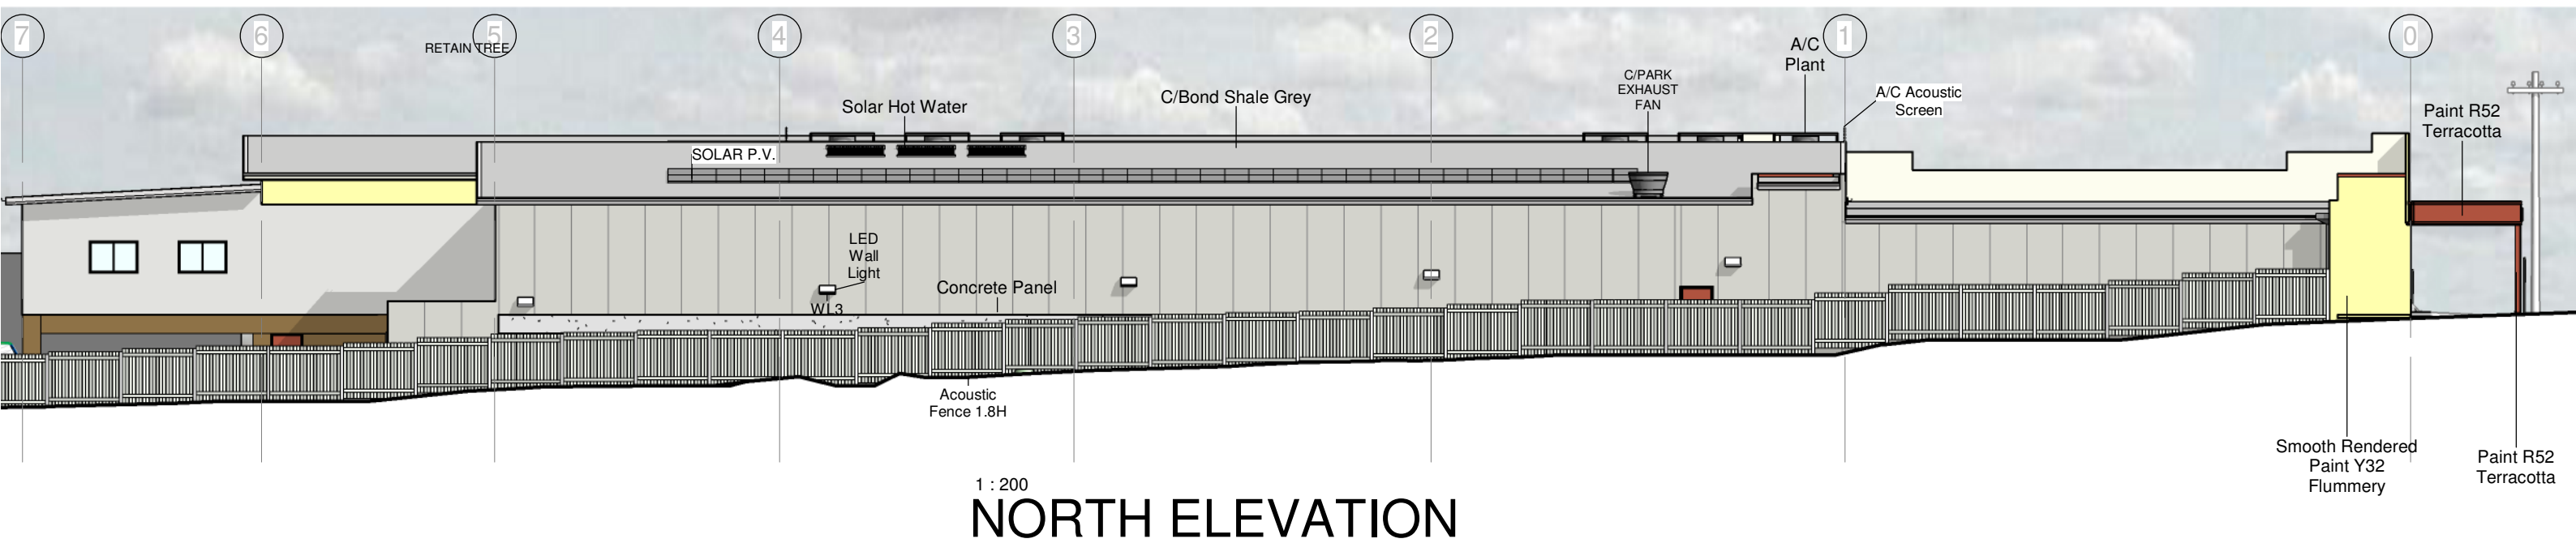 7
6
5
4
3
2
1
0
RETAIN TREE
A/C
Plant
C/PARK
EXHAUST
FAN
C/Bond Shale Grey
Solar Hot Water
A/C Acoustic
Screen
Paint R52
Terracotta
SOLAR P.V.
LED
Wall
Light
WL3
Concrete Panel
Acoustic
Fence 1.8H
Smooth Rendered
Paint Y32
Flummery
Paint R52
Terracotta
1 : 200
NORTH ELEVATION